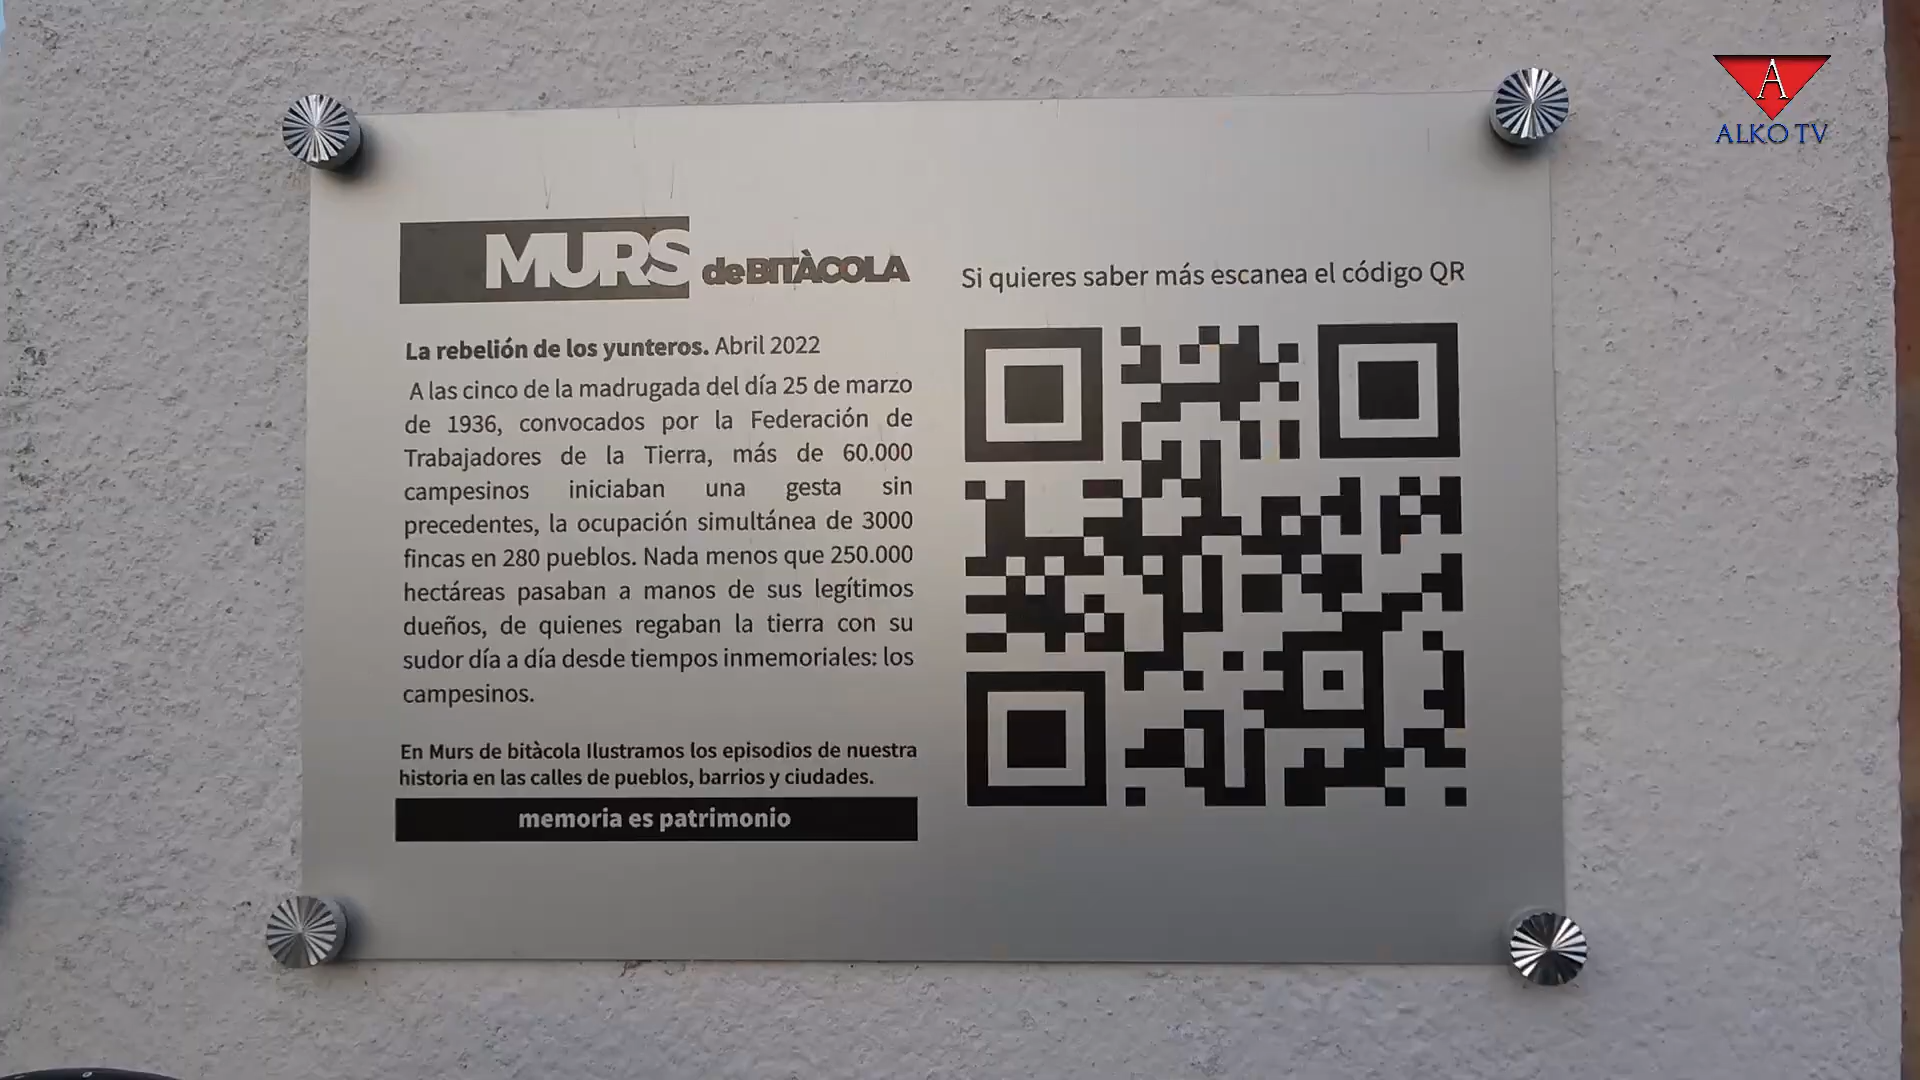 ALKO TV
MURS de BITÀCOLA
La rebelión de los yunteros. Abril 2022
A las cinco de la madrugada del día 25 de marzo
de 1936, convocados por la Federación de
Trabajadores de la Tierra, más de 60.000
campesinos iniciaban una gesta sin
precedentes, la ocupación simultánea de 3000
fincas en 280 pueblos. Nada menos que 250.000
hectáreas pasaban a manos de sus legítimos
dueños, de quienes regaban la tierra con su
sudor día a día desde tiempos inmemoriales: los
campesinos.
En Murs de bitàcola Ilustramos los episodios de nuestra
historia en las calles de pueblos, barrios y ciudades.
memoria es patrimonio
Si quieres saber más escanea el código QR